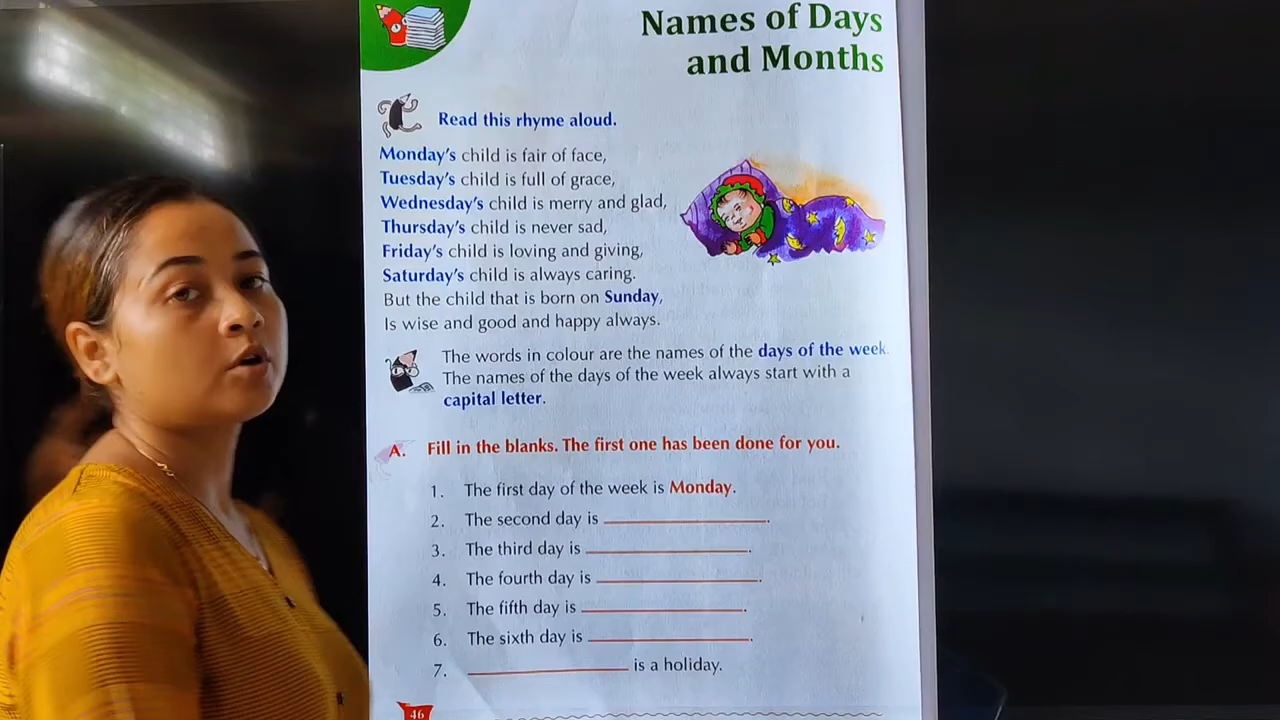 Names of Days
and Months
Read this rhyme aloud.
Monday's child is fair of face,
Tuesday's child is full of grace,
Wednesday's child is merry and glad,
Thursday's child is never sad,
Friday's child is loving and giving,
Saturday's child is always caring.
But the child that is born on Sunday,
Is wise and good and happy always.
The words in colour are the names of the days of the week.
The names of the days of the week always start with a
capital letter.
A. Fill in the blanks. The first one has been done for you.
1. The first day of the week is Monday.
2. The second day is ____________.
3. The third day is ____________.
4. The fourth day is ____________.
5. The fifth day is ____________.
6. The sixth day is ____________.
7. ____________ is a holiday.
46